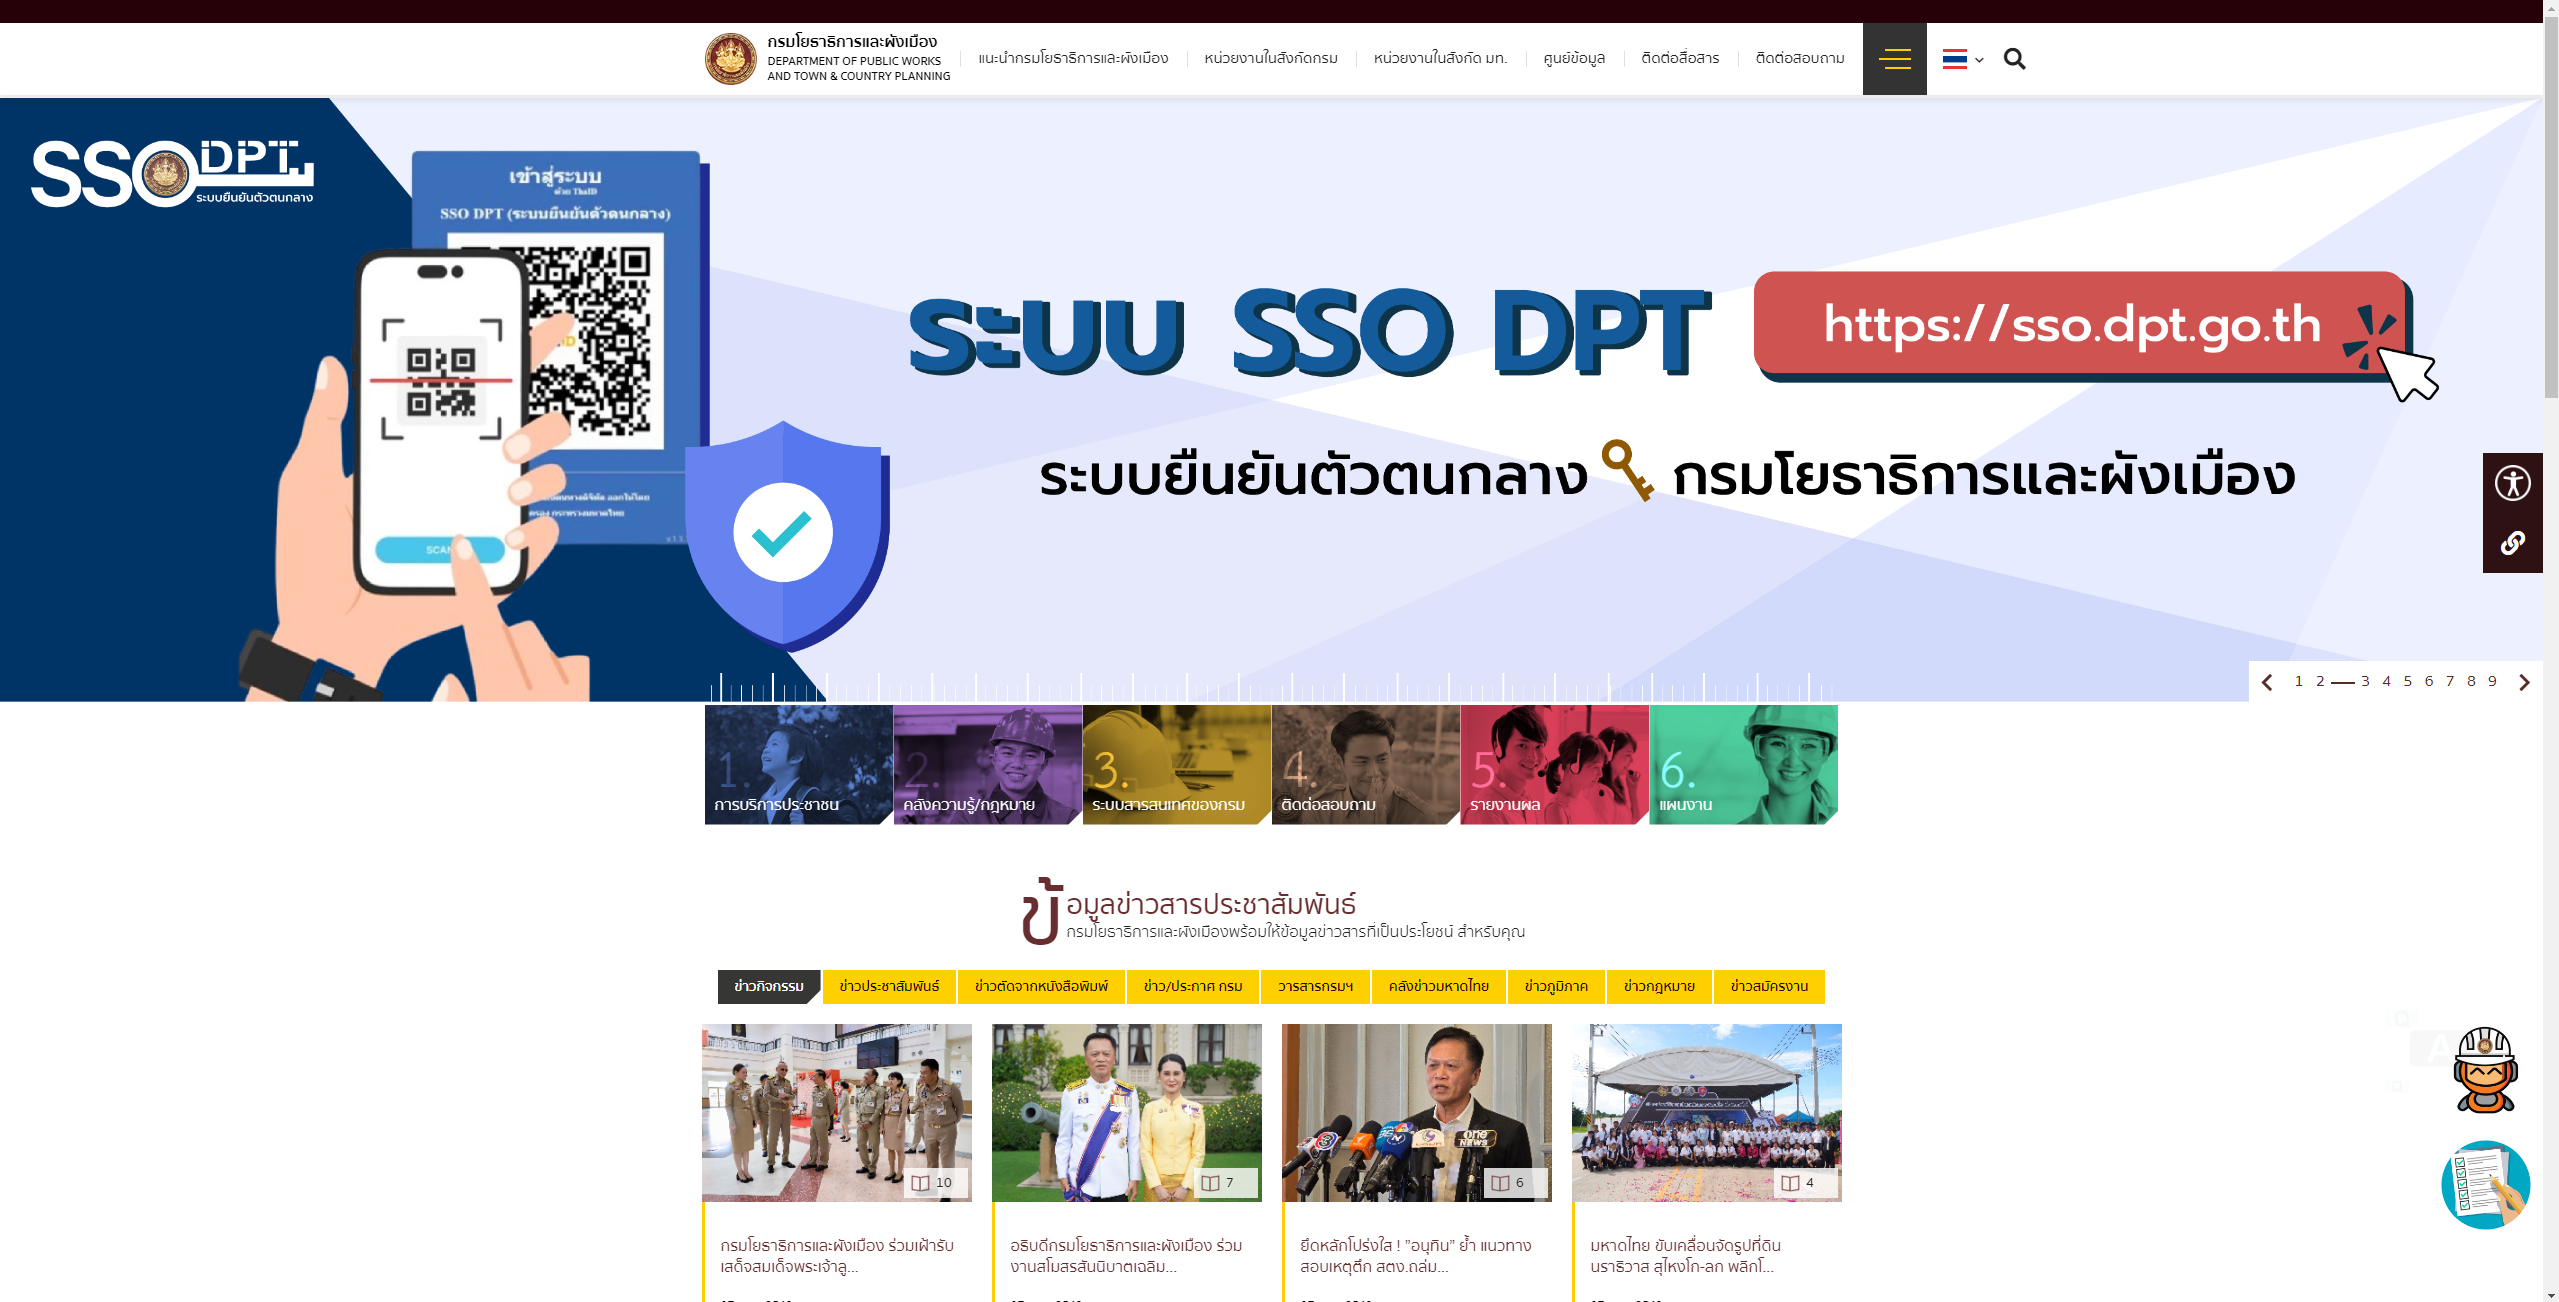 กรมโยธาธิการและผังเมือง
DEPARTMENT OF PUBLIC WORKS
AND TOWN & COUNTRY PLANNING
แนะนำกรมโยธาธิการและผังเมือง
หน่วยงานในสังกัดกรม
หน่วยงานในสังกัด มท.
ศูนย์ข้อมูล
ติดต่อสื่อสาร
ติดต่อสอบถาม
SSO DPT
ระบบยืนยันตัวตนกลาง
เข้าสู่ระบบ
ด้วย ThaID
SSO DPT (ระบบยืนยันตัวตนกลาง)
SCAN
ระบบ SSO DPT
https://sso.dpt.go.th
ระบบยืนยันตัวตนกลาง กรมโยธาธิการและผังเมือง
1 2 3 4 5 6 7 8 9
1.
การบริการประชาชน
2.
คลังความรู้/กฎหมาย
3.
ระบบสารสนเทศของกรม
4.
ติดต่อสอบถาม
5.
รายงานผล
6.
แผนงาน
ข้อมูลข่าวสารประชาสัมพันธ์
กรมโยธาธิการและผังเมืองพร้อมให้ข้อมูลข่าวสารที่เป็นประโยชน์ สำหรับคุณ
ข่าวกิจกรรม
ข่าวประชาสัมพันธ์
ข่าวตัดจากหนังสือพิมพ์
ข่าว/ประกาศ กรม
วารสารกรมฯ
คลังข่าวมหาดไทย
ข่าวภูมิภาค
ข่าวกฎหมาย
ข่าวสมัครงาน
10
7
6
4
one
NEWS
กรมโยธาธิการและผังเมือง ร่วมเฝ้ารับ
เสด็จสมเด็จพระเจ้าลู...
อธิบดีกรมโยธาธิการและผังเมือง ร่วม
งานสโมสรสันนิบาตเฉลิม...
ยึดหลักโปร่งใส ! "อนุทิน" ย้ำ แนวทาง
สอบเหตุตึก สตง.ถล่ม...
มหาดไทย ขับเคลื่อนจัดรูปที่ดิน
นราธิวาส สุไหงโก-ลก พลิกโ...